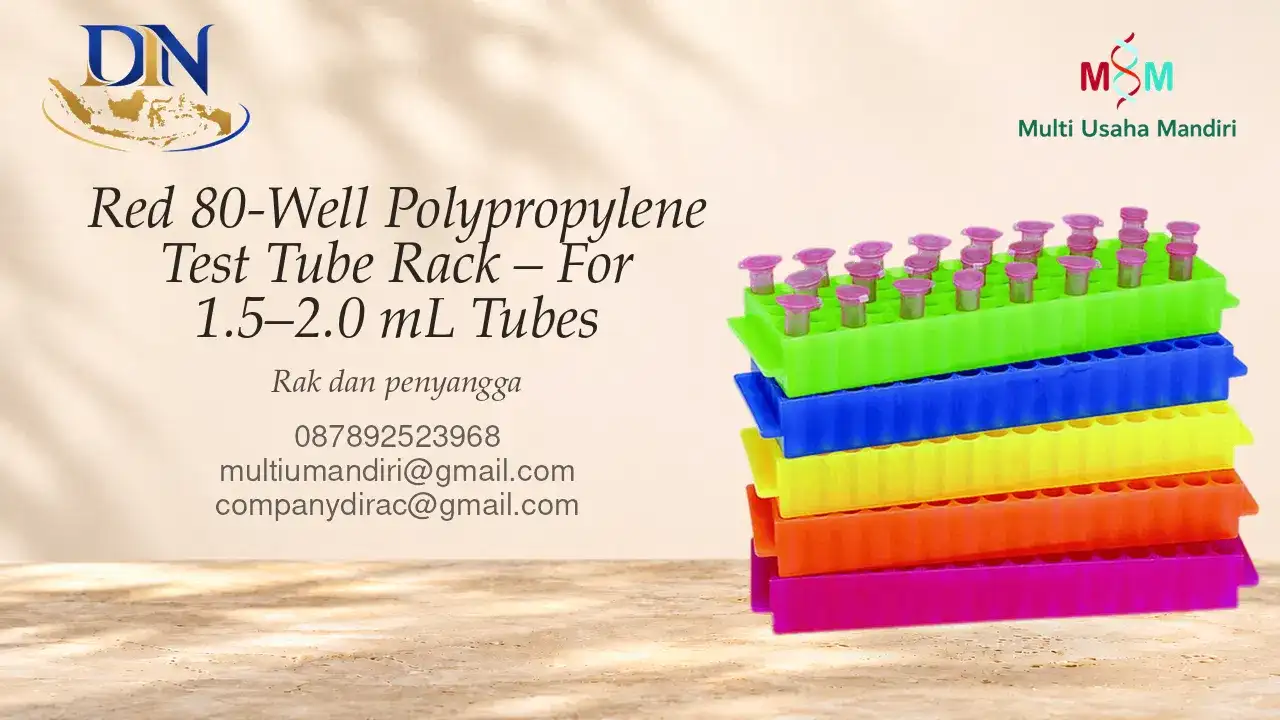 DN
MSM
Multi Usaha Mandiri
Red 80-Well Polypropylene
Test Tube Rack – For
1.5–2.0 mL Tubes
Rak dan penyangga
087892523968
multiumandiri@gmail.com
companydirac@gmail.com